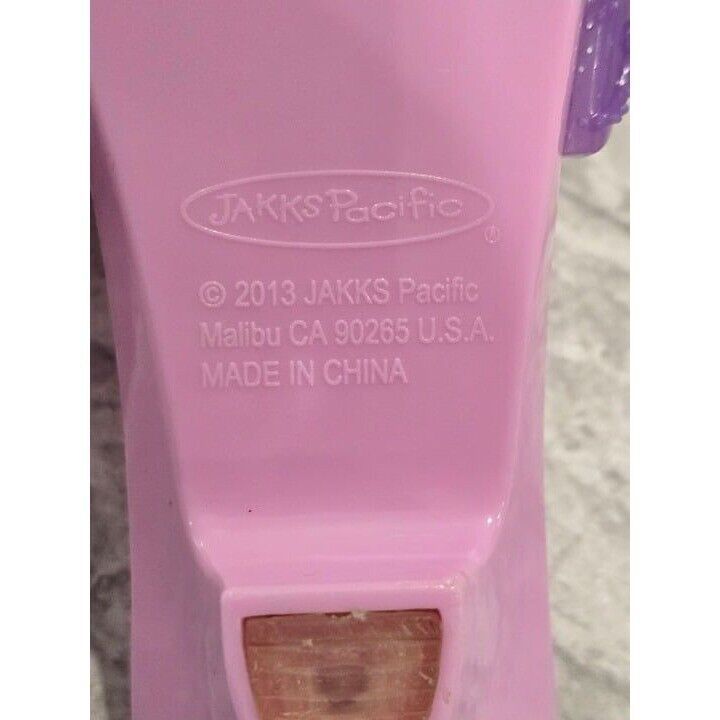 JAKKS Pacific
© 2013 JAKKS Pacific
Malibu CA 90265 U.S.A.
MADE IN CHINA